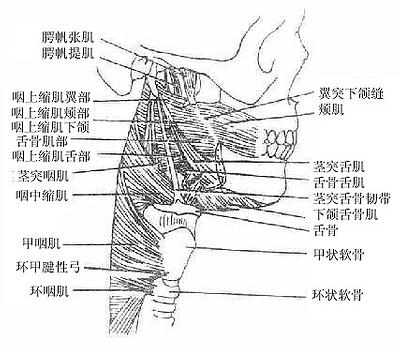 腭帆张肌
腭帆提肌
咽上缩肌翼部
咽上缩肌颊部
咽上缩肌下颌
舌骨肌部
咽上缩肌舌部
茎突咽肌
咽中缩肌
甲咽肌
环甲腱性弓
环咽肌
翼突下颌缝
颊肌
茎突舌肌
舌骨舌肌
茎突舌骨韧带
下颌舌骨肌
舌骨
甲状软骨
环状软骨